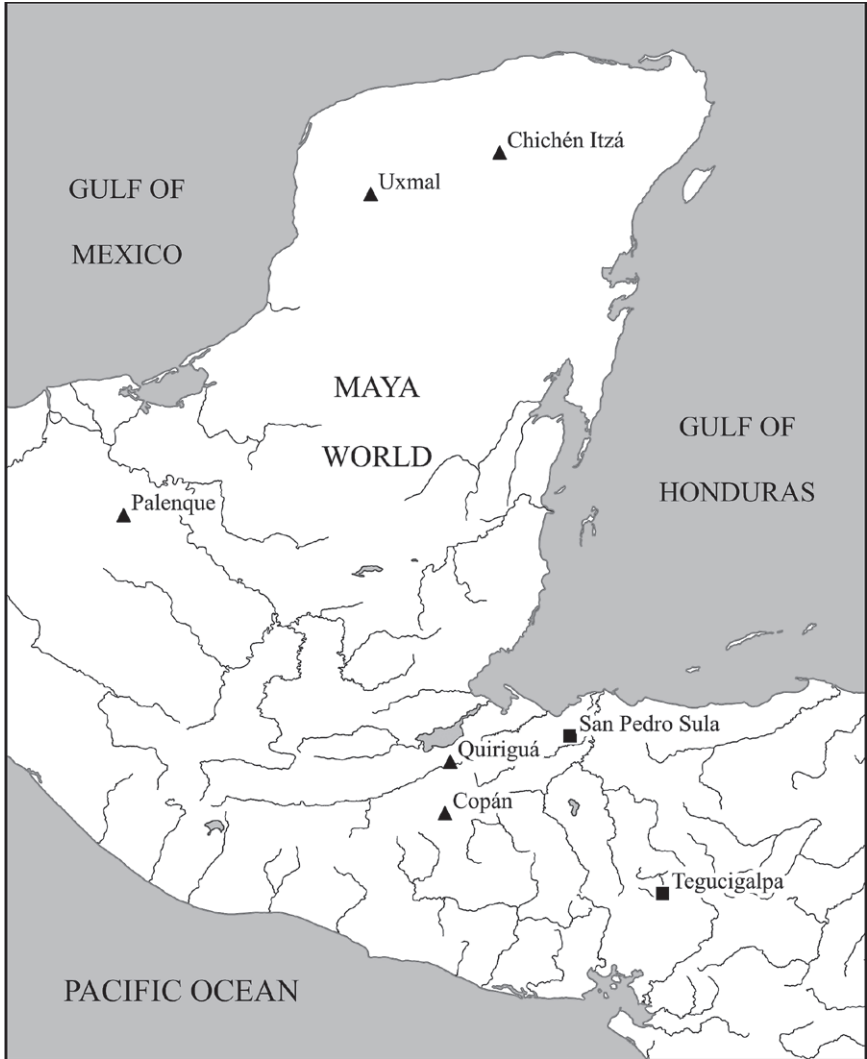 Chichén Itzá
Uxmal
GULF OF
MEXICO
MAYA
WORLD
GULF OF
HONDURAS
Palenque
San Pedro Sula
Quiriguá
Copán
Tegucigalpa
PACIFIC OCEAN